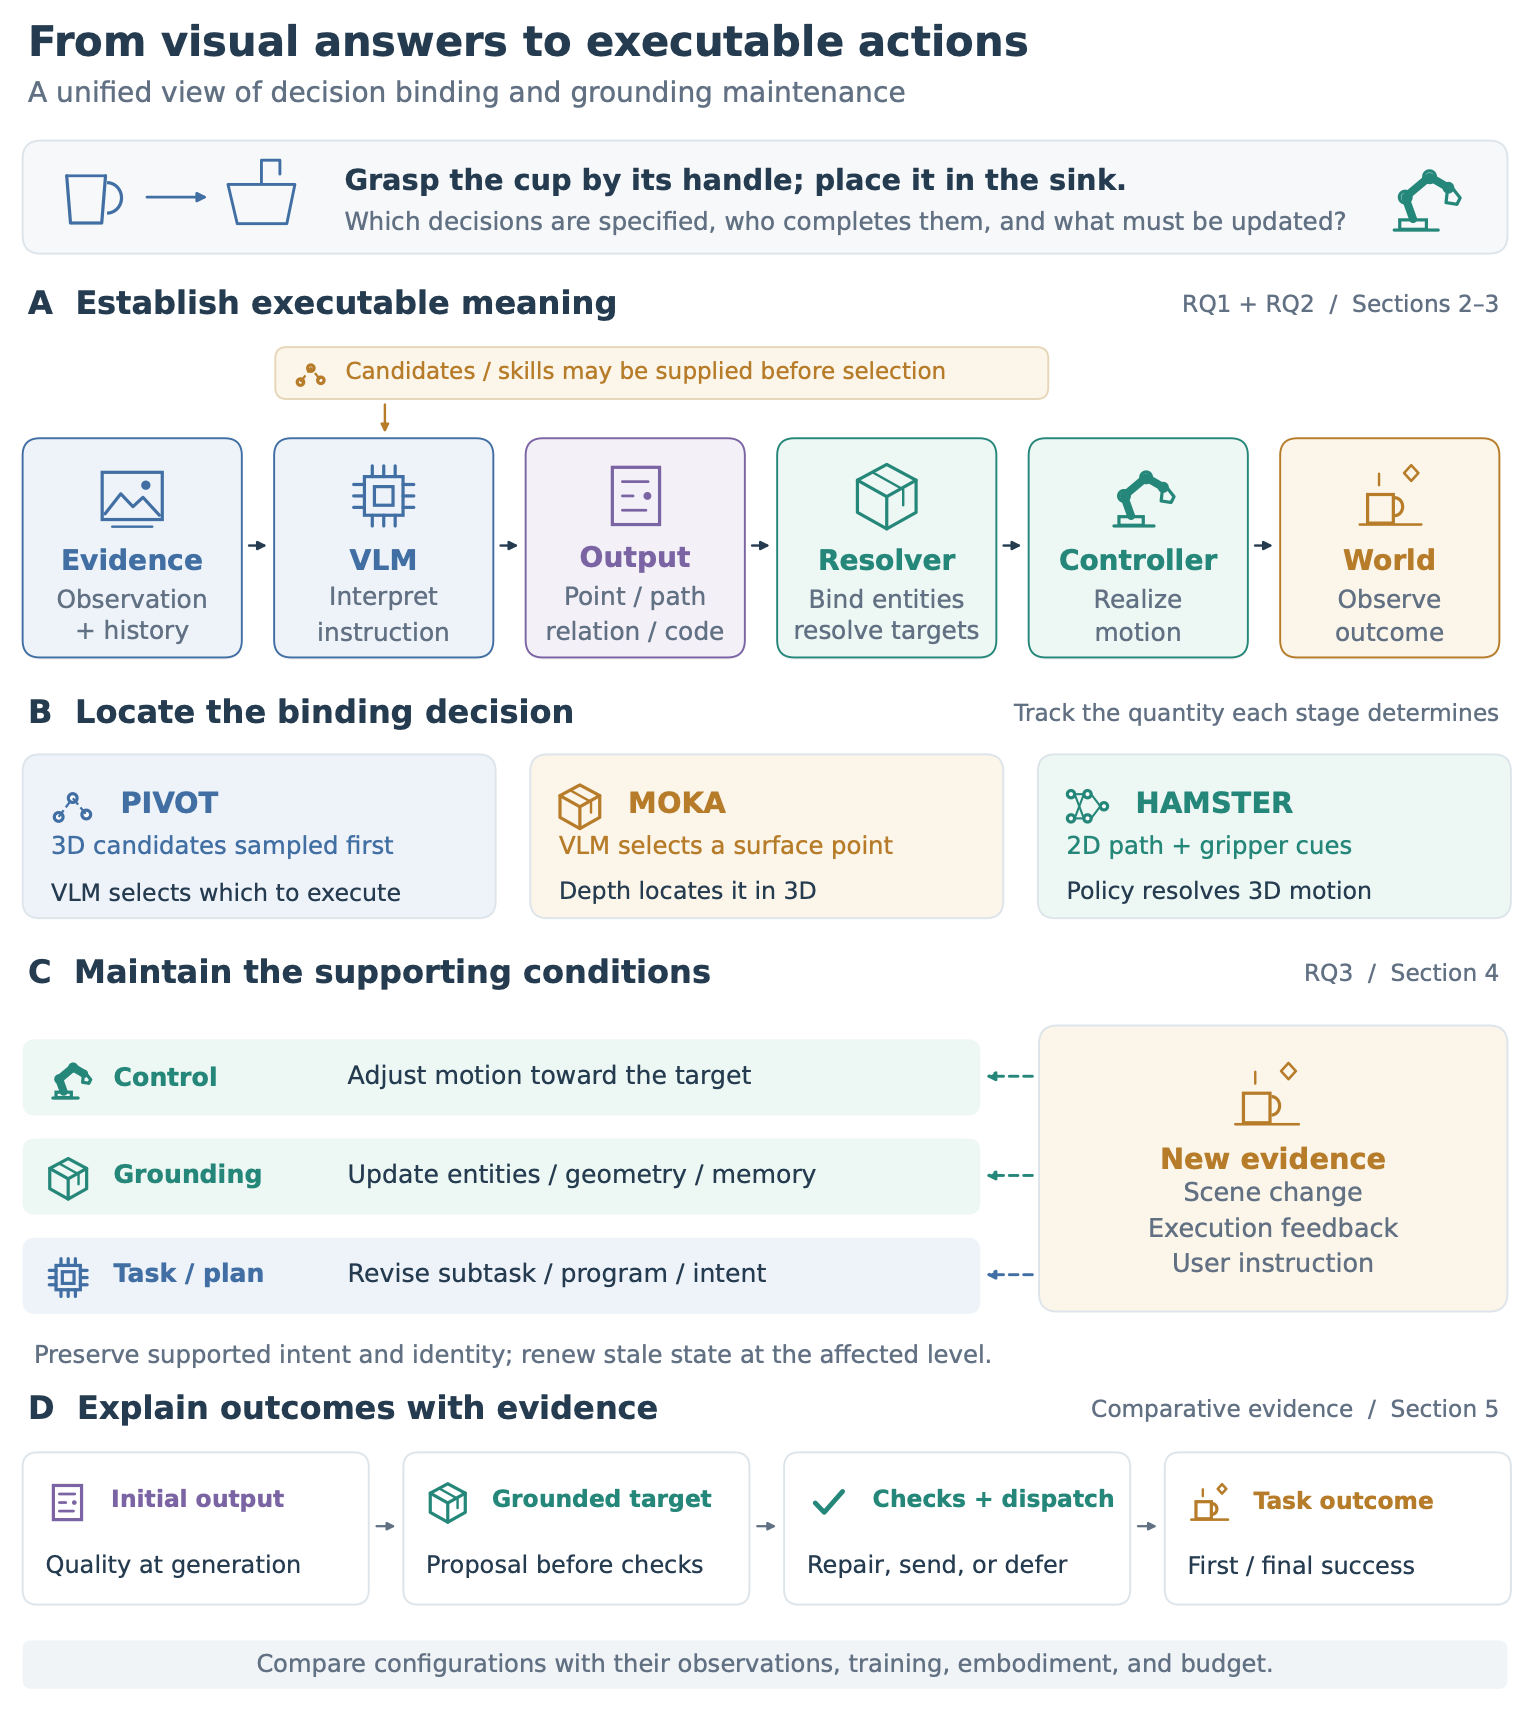 From visual answers to executable actions
A unified view of decision binding and grounding maintenance
Grasp the cup by its handle; place it in the sink.
Which decisions are specified, who completes them, and what must be updated?
A Establish executable meaning
RQ1 + RQ2 / Sections 2–3
Candidates / skills may be supplied before selection
Evidence
Observation
+ history
VLM
Interpret
instruction
Output
Point / path
relation / code
Resolver
Bind entities
resolve targets
Controller
Realize
motion
World
Observe
outcome
B Locate the binding decision
Track the quantity each stage determines
PIVOT
3D candidates sampled first
VLM selects which to execute
MOKA
VLM selects a surface point
Depth locates it in 3D
HAMSTER
2D path + gripper cues
Policy resolves 3D motion
C Maintain the supporting conditions
RQ3 / Section 4
Control
Adjust motion toward the target
Grounding
Update entities / geometry / memory
Task / plan
Revise subtask / program / intent
New evidence
Scene change
Execution feedback
User instruction
Preserve supported intent and identity; renew stale state at the affected level.
D Explain outcomes with evidence
Comparative evidence / Section 5
Initial output
Quality at generation
Grounded target
Proposal before checks
Checks + dispatch
Repair, send, or defer
Task outcome
First / final success
Compare configurations with their observations, training, embodiment, and budget.